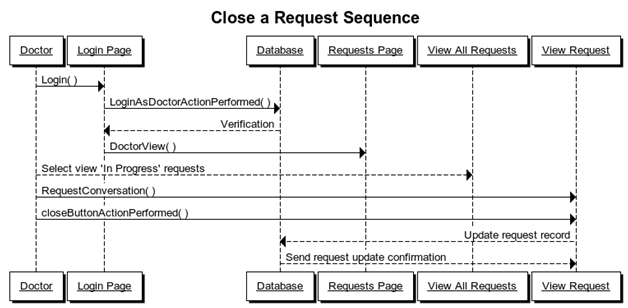 Close a Request Sequence
Doctor Login Page Database Requests Page View All Requests View Request
Login( )
LoginAsDoctorActionPerformed( )
Verification
DoctorView( )
Select view 'In Progress' requests
RequestConversation( )
closeButtonActionPerformed( )
Update request record
Send request update confirmation
Doctor Login Page Database Requests Page View All Requests View Request